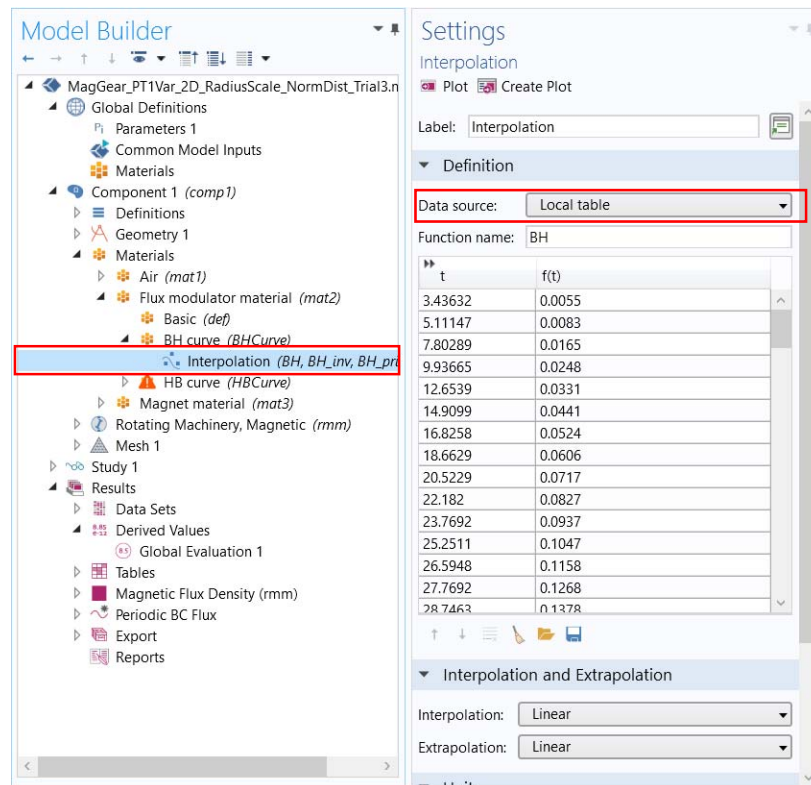 Model Builder
MagGear_PT1Var_2D_RadiusScale_NormDist_Trial3.m
Global Definitions
Pi Parameters 1
Common Model Inputs
Materials
Component 1 (comp1)
Definitions
Geometry 1
Materials
Air (mat1)
Flux modulator material (mat2)
Basic (def)
BH curve (BHCurve)
Interpolation (BH, BH_inv, BH_pri
HB curve (HBCurve)
Magnet material (mat3)
Rotating Machinery, Magnetic (rmm)
Mesh 1
Study 1
Results
Data Sets
Derived Values
Global Evaluation 1
Tables
Magnetic Flux Density (rmm)
Periodic BC Flux
Export
Reports
Settings
Interpolation
Plot Create Plot
Label: Interpolation
Definition
Data source: Local table
Function name: BH
t f(t)
3.43632 0.0055
5.11147 0.0083
7.80289 0.0165
9.93665 0.0248
12.6539 0.0331
14.9099 0.0441
16.8258 0.0524
18.6629 0.0606
20.5229 0.0717
22.182 0.0827
23.7692 0.0937
25.2511 0.1047
26.5948 0.1158
27.7692 0.1268
28.7463 0.1378
Interpolation and Extrapolation
Interpolation: Linear
Extrapolation: Linear